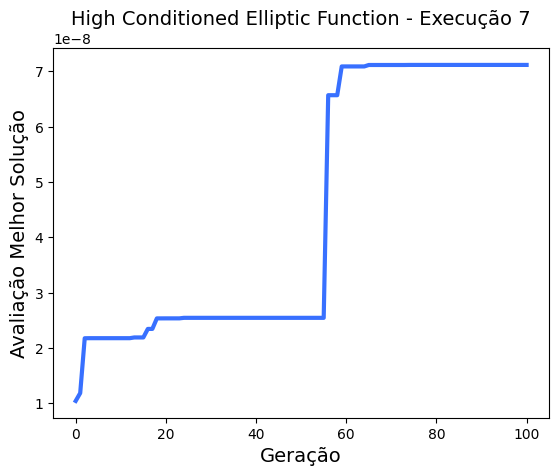 High Conditioned Elliptic Function - Execução 7
1e−8
7
6
5
4
3
2
1
Avaliação Melhor Solução
0 20 40 60 80 100
Geração